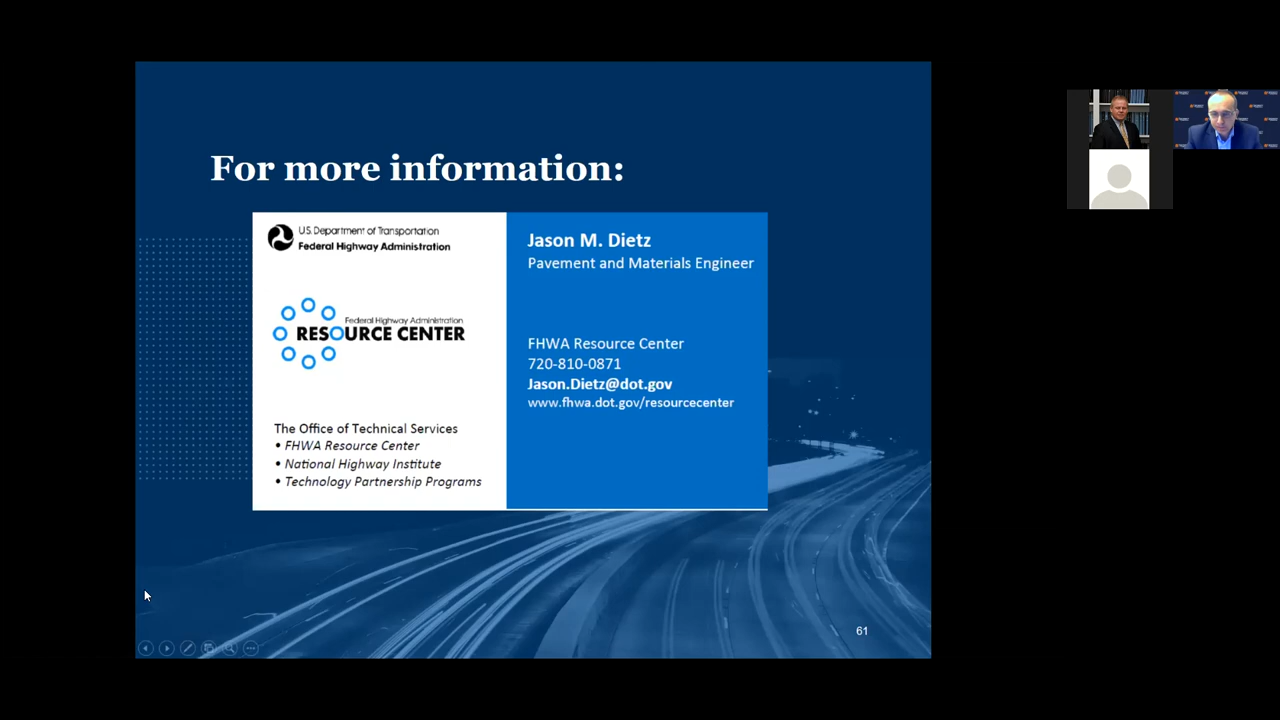 For more information:
U.S. Department of Transportation
Federal Highway Administration
Federal Highway Administration
RESOURCE CENTER
The Office of Technical Services
• FHWA Resource Center
• National Highway Institute
• Technology Partnership Programs
Jason M. Dietz
Pavement and Materials Engineer
FHWA Resource Center
720-810-0871
Jason.Dietz@dot.gov
www.fhwa.dot.gov/resourcecenter
61